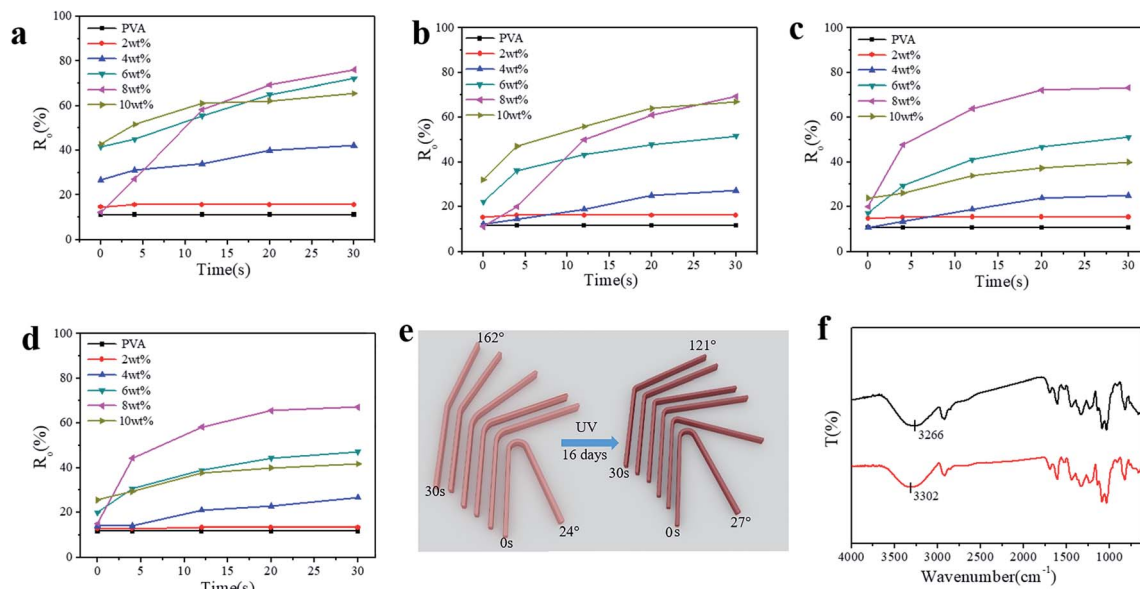 a
100
80
60
40
20
0
R₀(%)
PVA
2wt%
4wt%
6wt%
8wt%
10wt%
0 5 10 15 20 25 30
Time(s)
b
100
80
60
40
20
0
R₀(%)
PVA
2wt%
4wt%
6wt%
8wt%
10wt%
0 5 10 15 20 25 30
Time(s)
c
100
80
60
40
20
0
R₀(%)
PVA
2wt%
4wt%
6wt%
8wt%
10wt%
0 5 10 15 20 25 30
Time(s)
d
100
80
60
40
20
0
R₀(%)
PVA
2wt%
4wt%
6wt%
8wt%
10wt%
0 5 10 15 20 25 30
e
162°
30s
0s
24°
UV
16 days
121°
30s
0s
27°
f
T(%)
3266
3302
4000 3500 3000 2500 2000 1500 1000
Wavenumber(cm⁻¹)